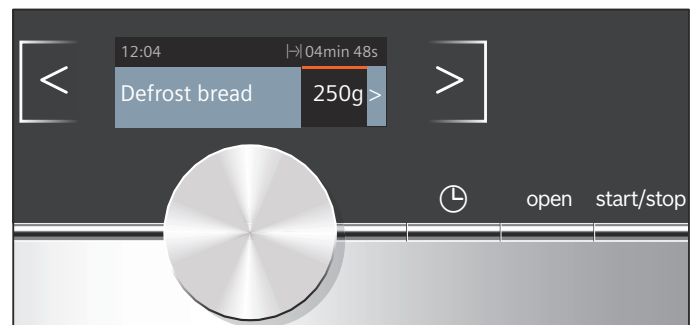 12:04 |→| 04min 48s
< Defrost bread 250g > >
open start/stop